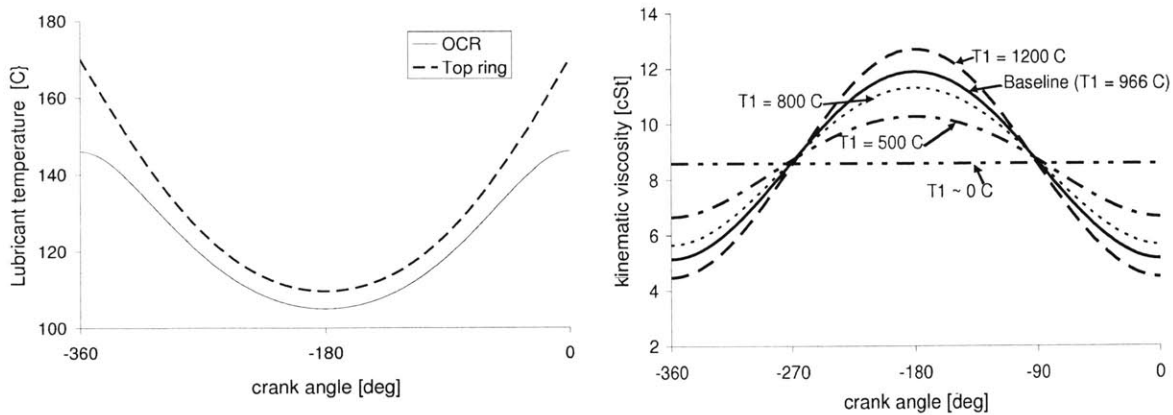 180
160
140
120
100
-360
-180
0
Lubricant temperature [C]
crank angle [deg]
OCR
Top ring
14
12
10
8
6
4
2
-360
-270
-180
-90
0
kinematic viscosity [cSt]
crank angle [deg]
T1 = 1200 C
Baseline (T1 = 966 C)
T1 = 800 C
T1 = 500 C
T1 ~ 0 C